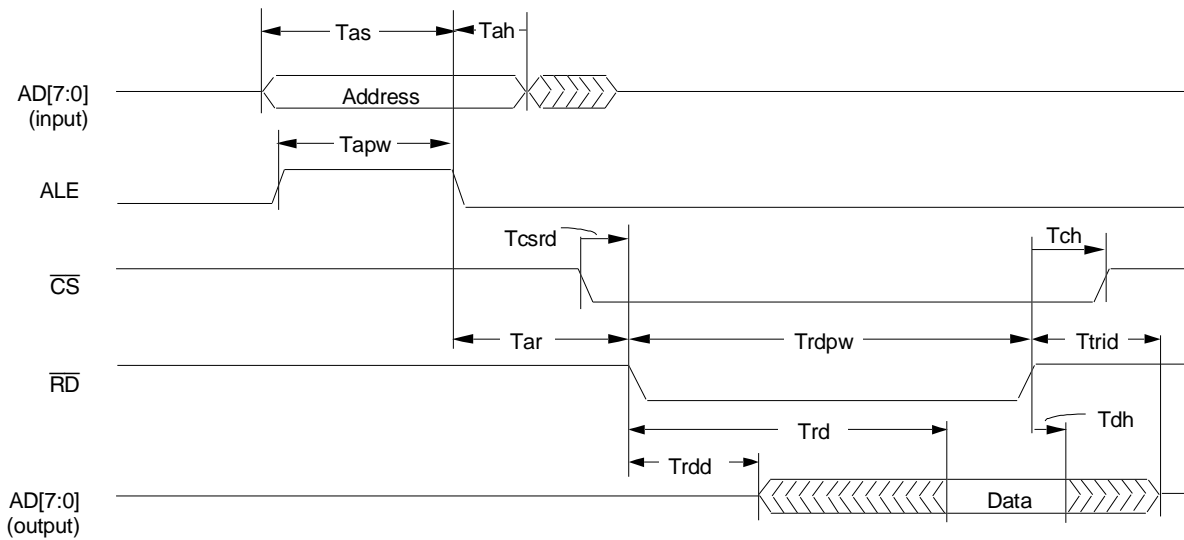 Tas
Tah
AD[7:0]
(input)
Address
Tapw
ALE
Tcsrd
Tch
CS
Tar
Trdpw
Ttrid
RD
Trd
Tdh
Trdd
AD[7:0]
(output)
Data